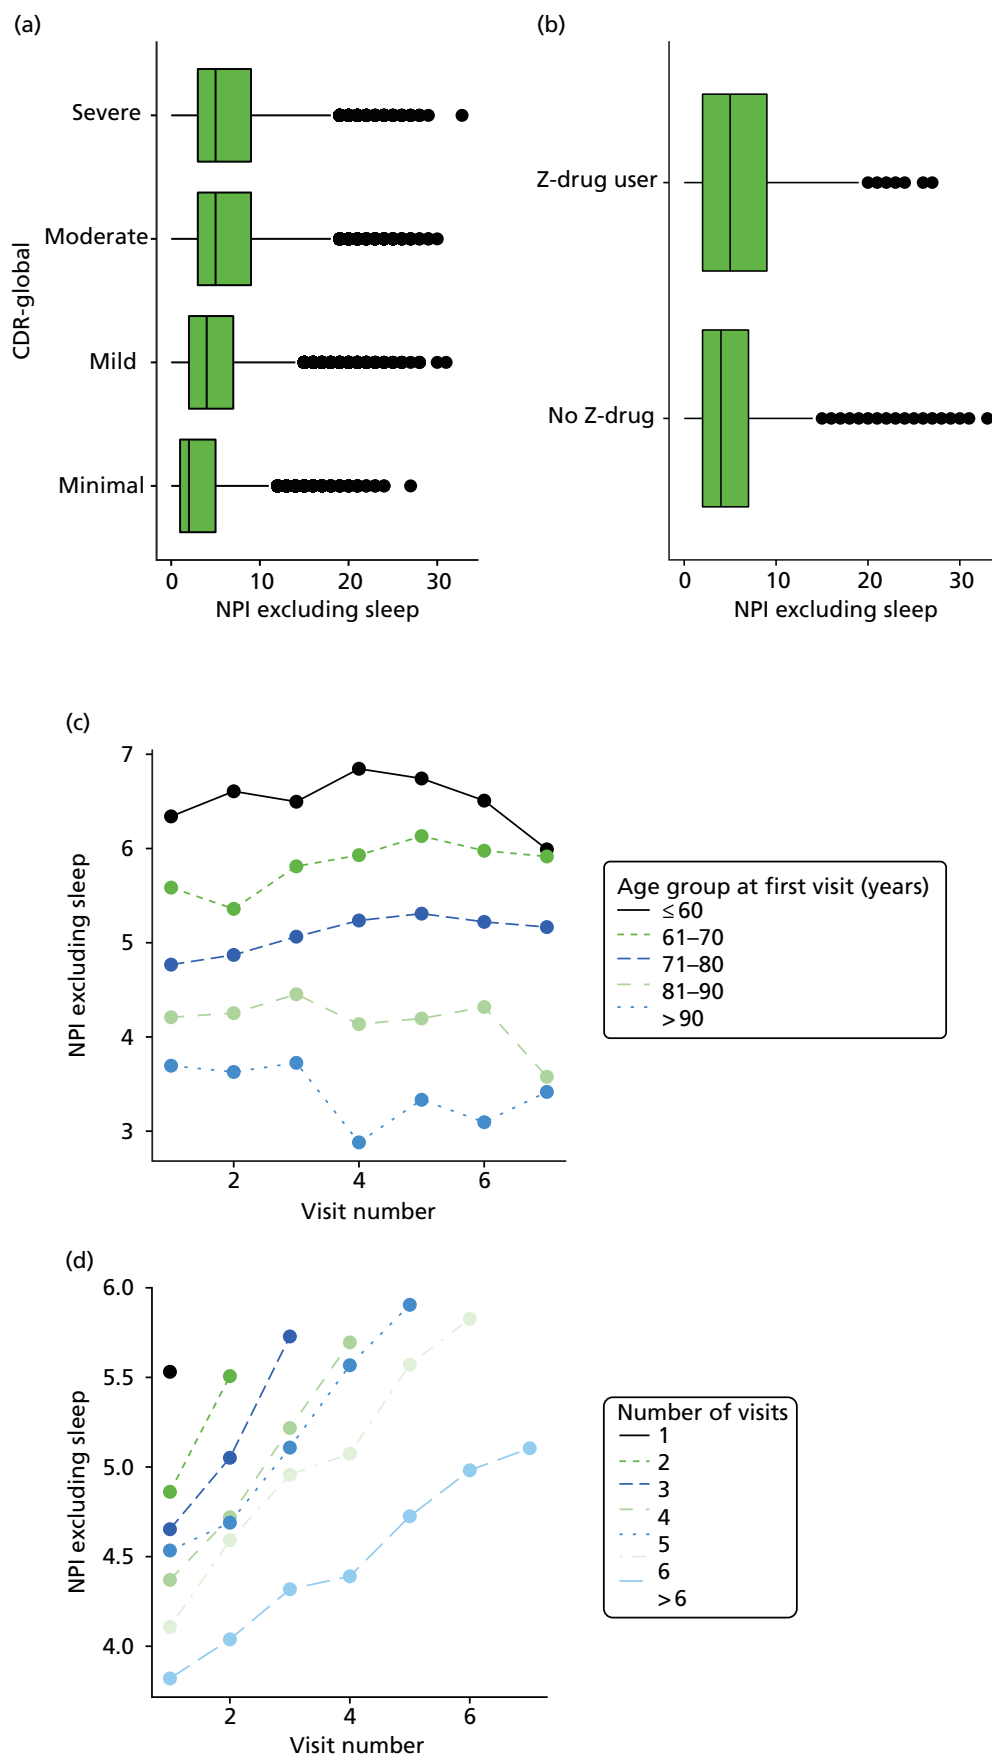 (a)
CDR-global
Severe
Moderate
Mild
Minimal
0 10 20 30
NPI excluding sleep
(b)
Z-drug user
No Z-drug
0 10 20 30
NPI excluding sleep
(c)
NPI excluding sleep
7
6
5
4
3
2 4 6
Visit number
Age group at first visit (years)
≤ 60
61–70
71–80
81–90
> 90
(d)
NPI excluding sleep
6.0
5.5
5.0
4.5
4.0
2 4 6
Visit number
Number of visits
1
2
3
4
5
6
> 6